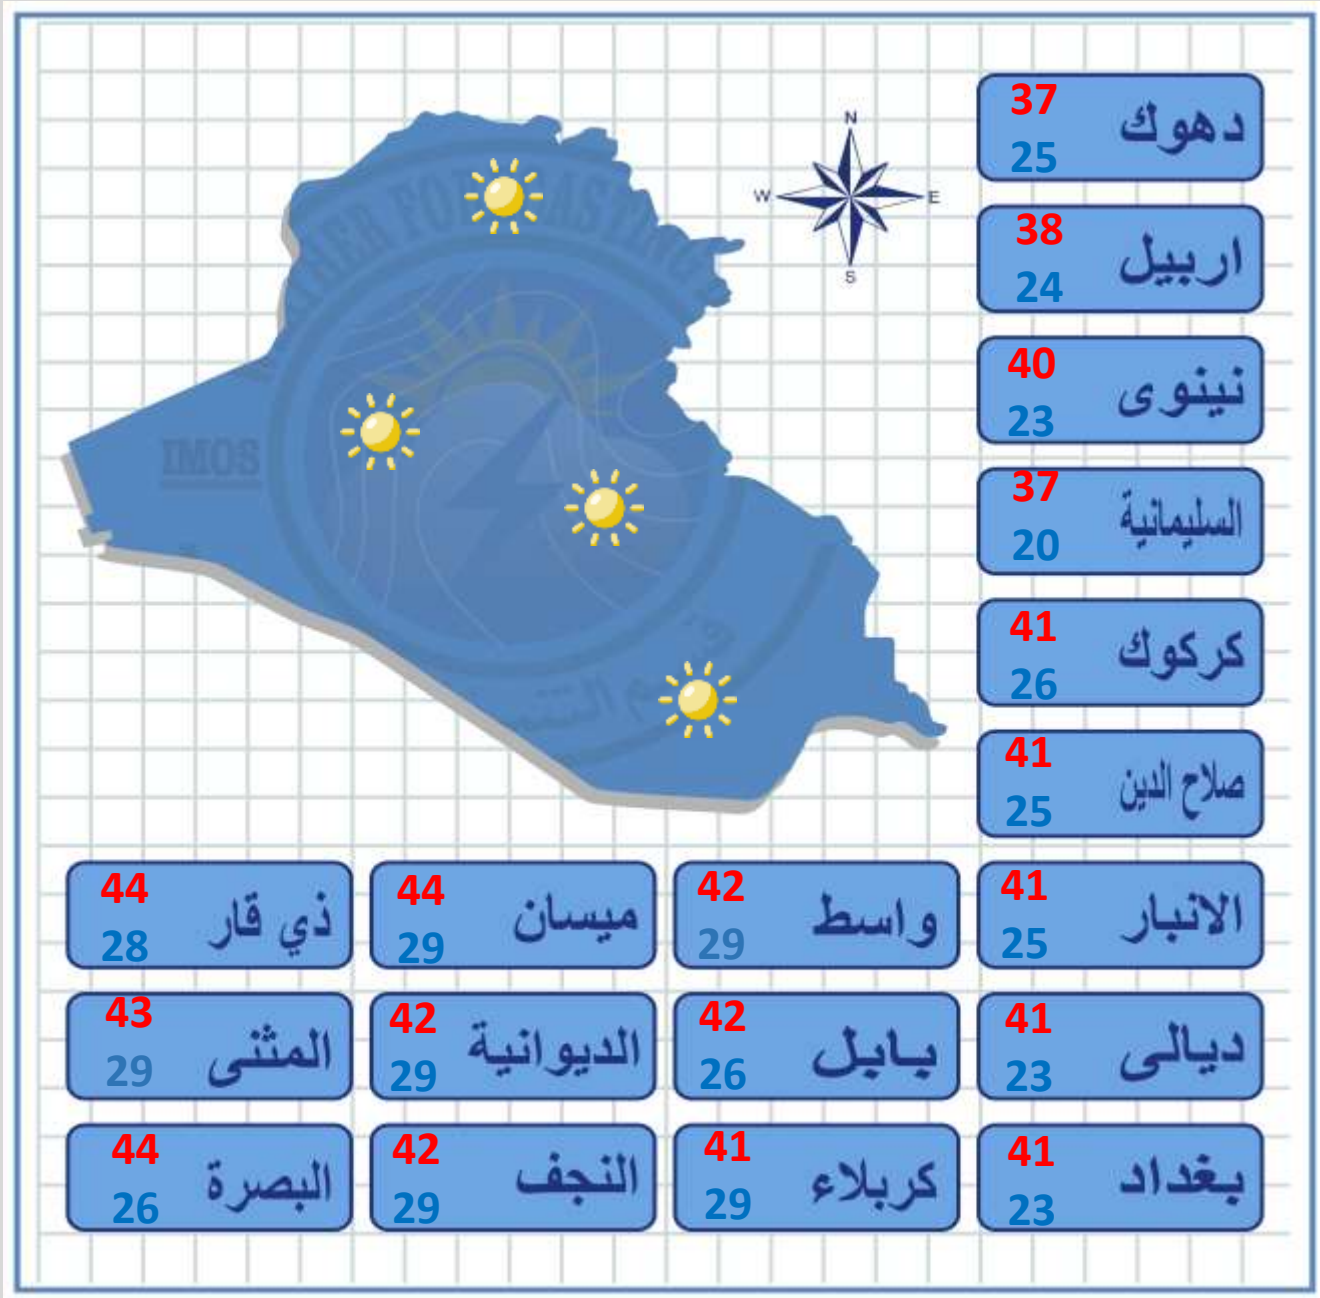 N
W
E
S
IMOS
دهوك
37
25
اربيل
38
24
نينوى
40
23
السليمانية
37
20
كركوك
41
26
صلاح الدين
41
25
الانبار
41
25
واسط
42
29
ميسان
44
29
ذي قار
44
28
ديالى
41
23
بابل
42
26
الديوانية
42
29
المثنى
43
29
بغداد
41
23
كربلاء
41
29
النجف
42
29
البصرة
44
26